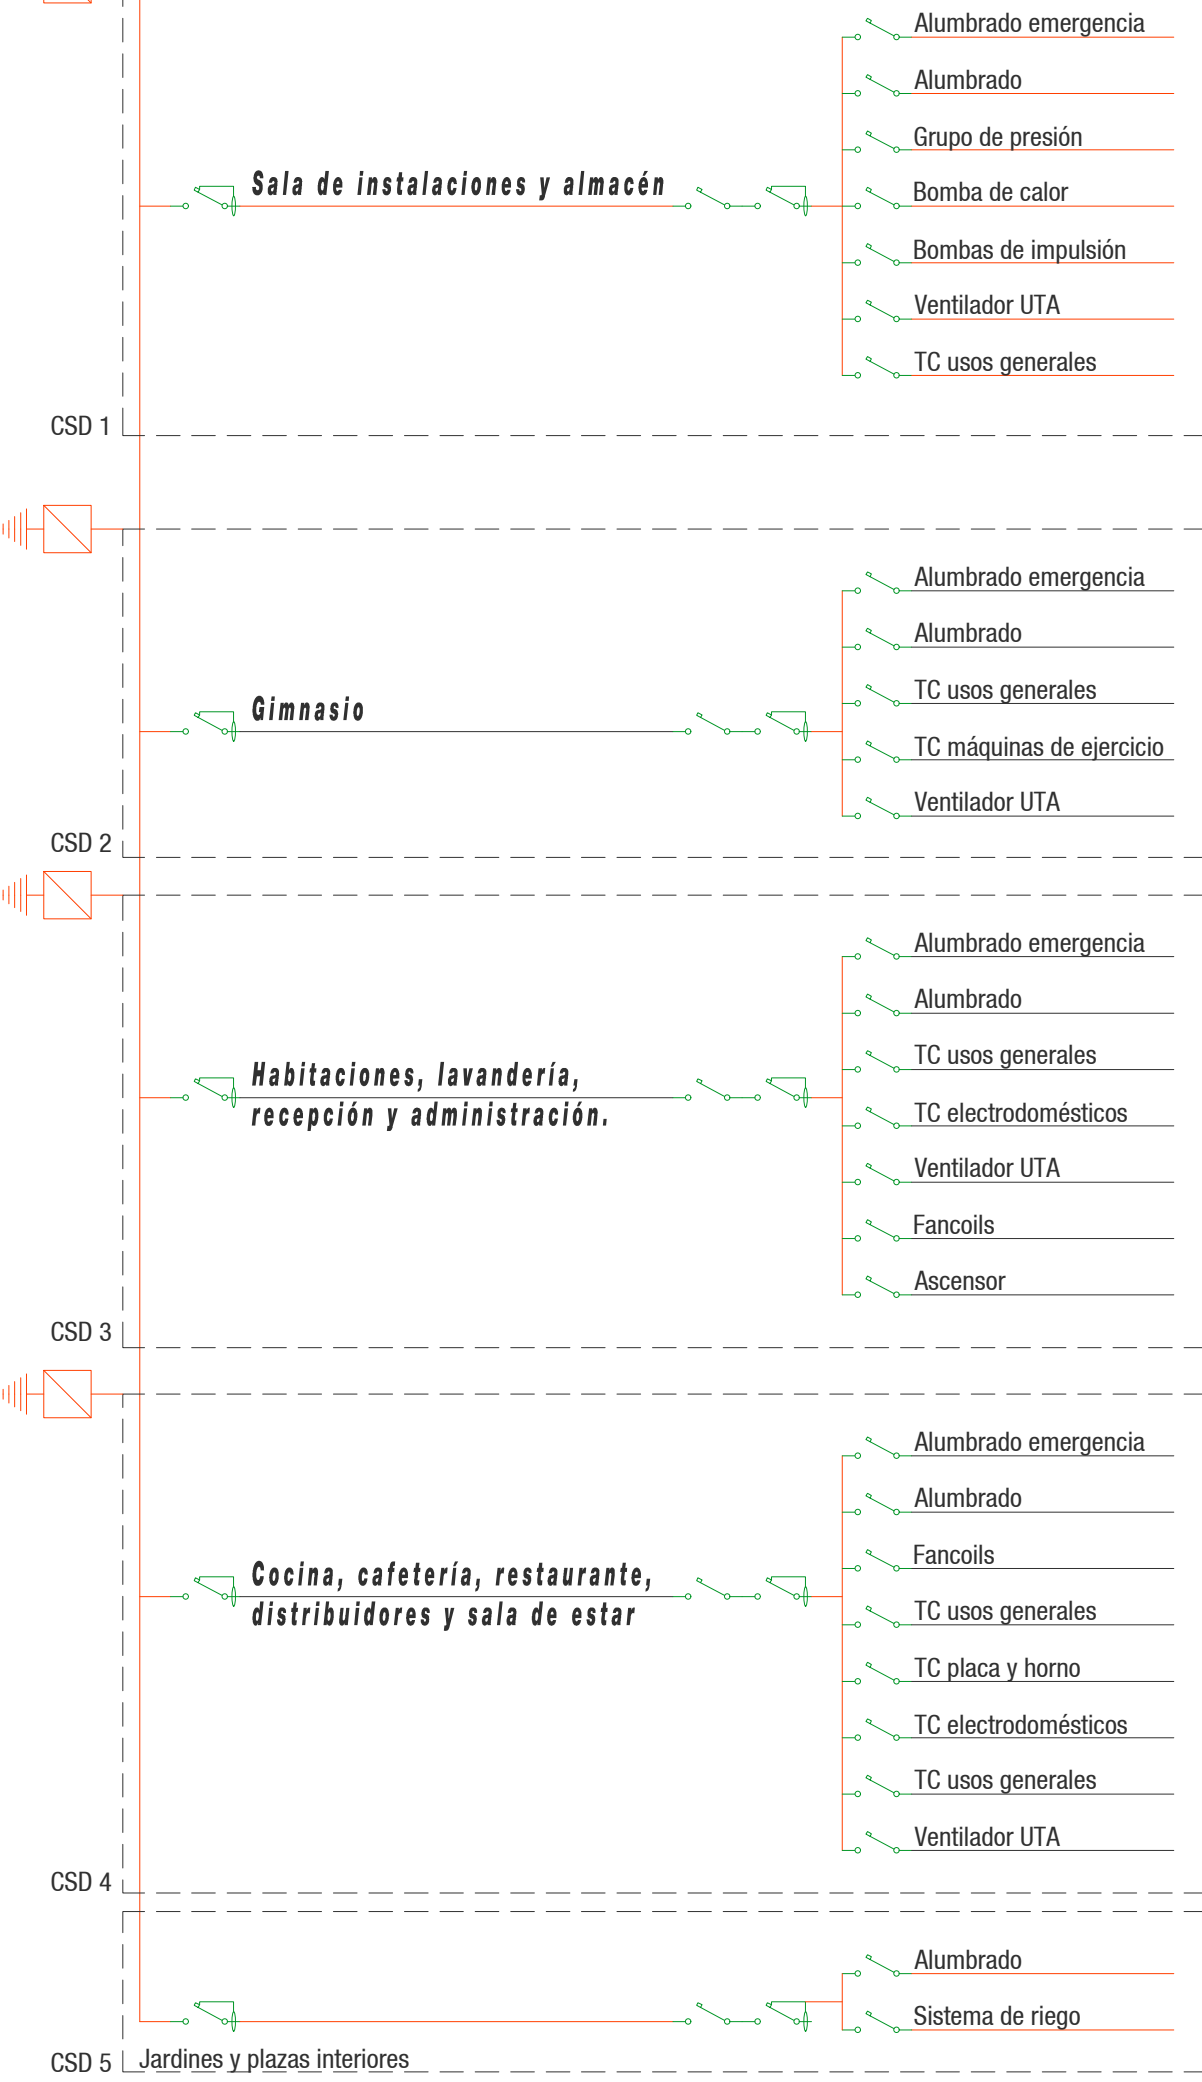 Alumbrado emergencia
Alumbrado
Grupo de presión
Sala de instalaciones y almacén
Bomba de calor
Bombas de impulsión
Ventilador UTA
TC usos generales
CSD 1
Alumbrado emergencia
Alumbrado
TC usos generales
Gimnasio
TC máquinas de ejercicio
Ventilador UTA
CSD 2
Alumbrado emergencia
Alumbrado
TC usos generales
Habitaciones, lavandería,
recepción y administración.
TC electrodomésticos
Ventilador UTA
Fancoils
Ascensor
CSD 3
Alumbrado emergencia
Alumbrado
Fancoils
Cocina, cafetería, restaurante,
distribuidores y sala de estar
TC usos generales
TC placa y horno
TC electrodomésticos
TC usos generales
Ventilador UTA
CSD 4
Alumbrado
Sistema de riego
CSD 5
Jardines y plazas interiores